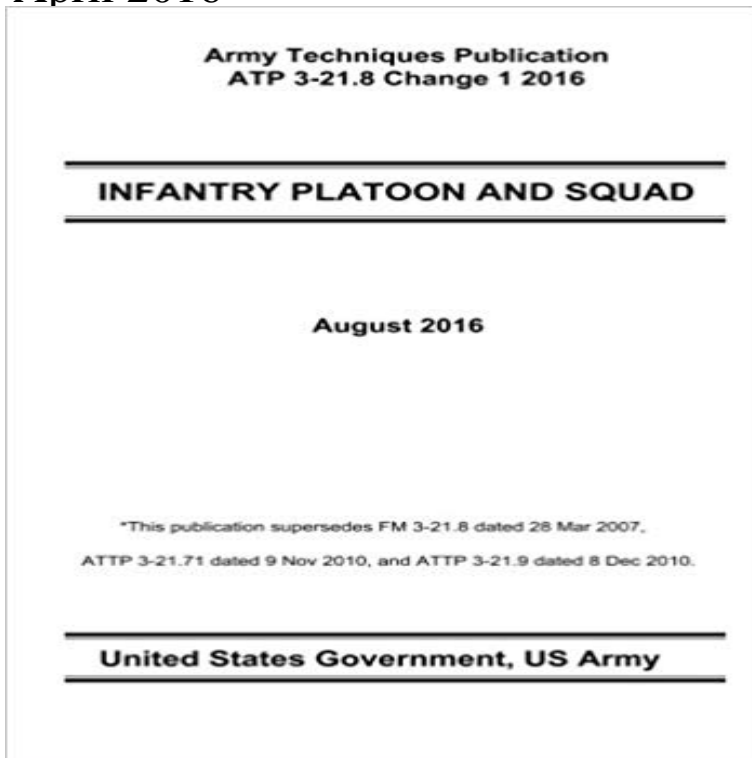 April 2016
Army Techniques Publication
ATP 3-21.8 Change 1 2016
INFANTRY PLATOON AND SQUAD
August 2016
*This publication supersedes FM 3-21.8 dated 28 Mar 2007,
ATTP 3-21.71 dated 9 Nov 2010, and ATTP 3-21.9 dated 8 Dec 2010.
United States Government, US Army